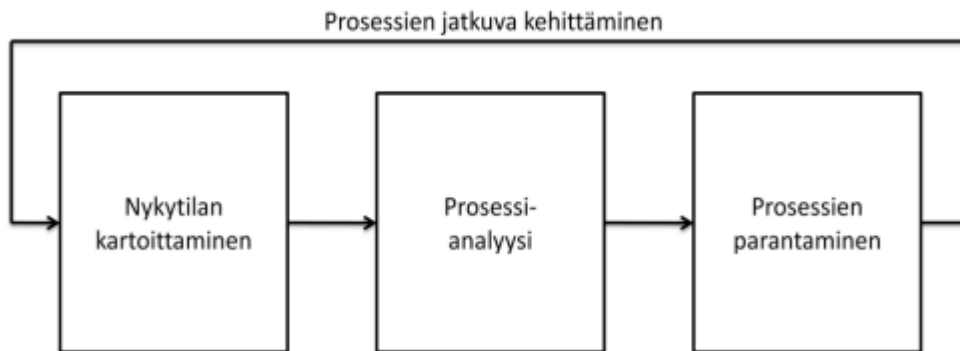 Prosessien jatkuva kehittäminen
Nykytilan
kartoittaminen
Prosessi-
analyysi
Prosessien
parantaminen